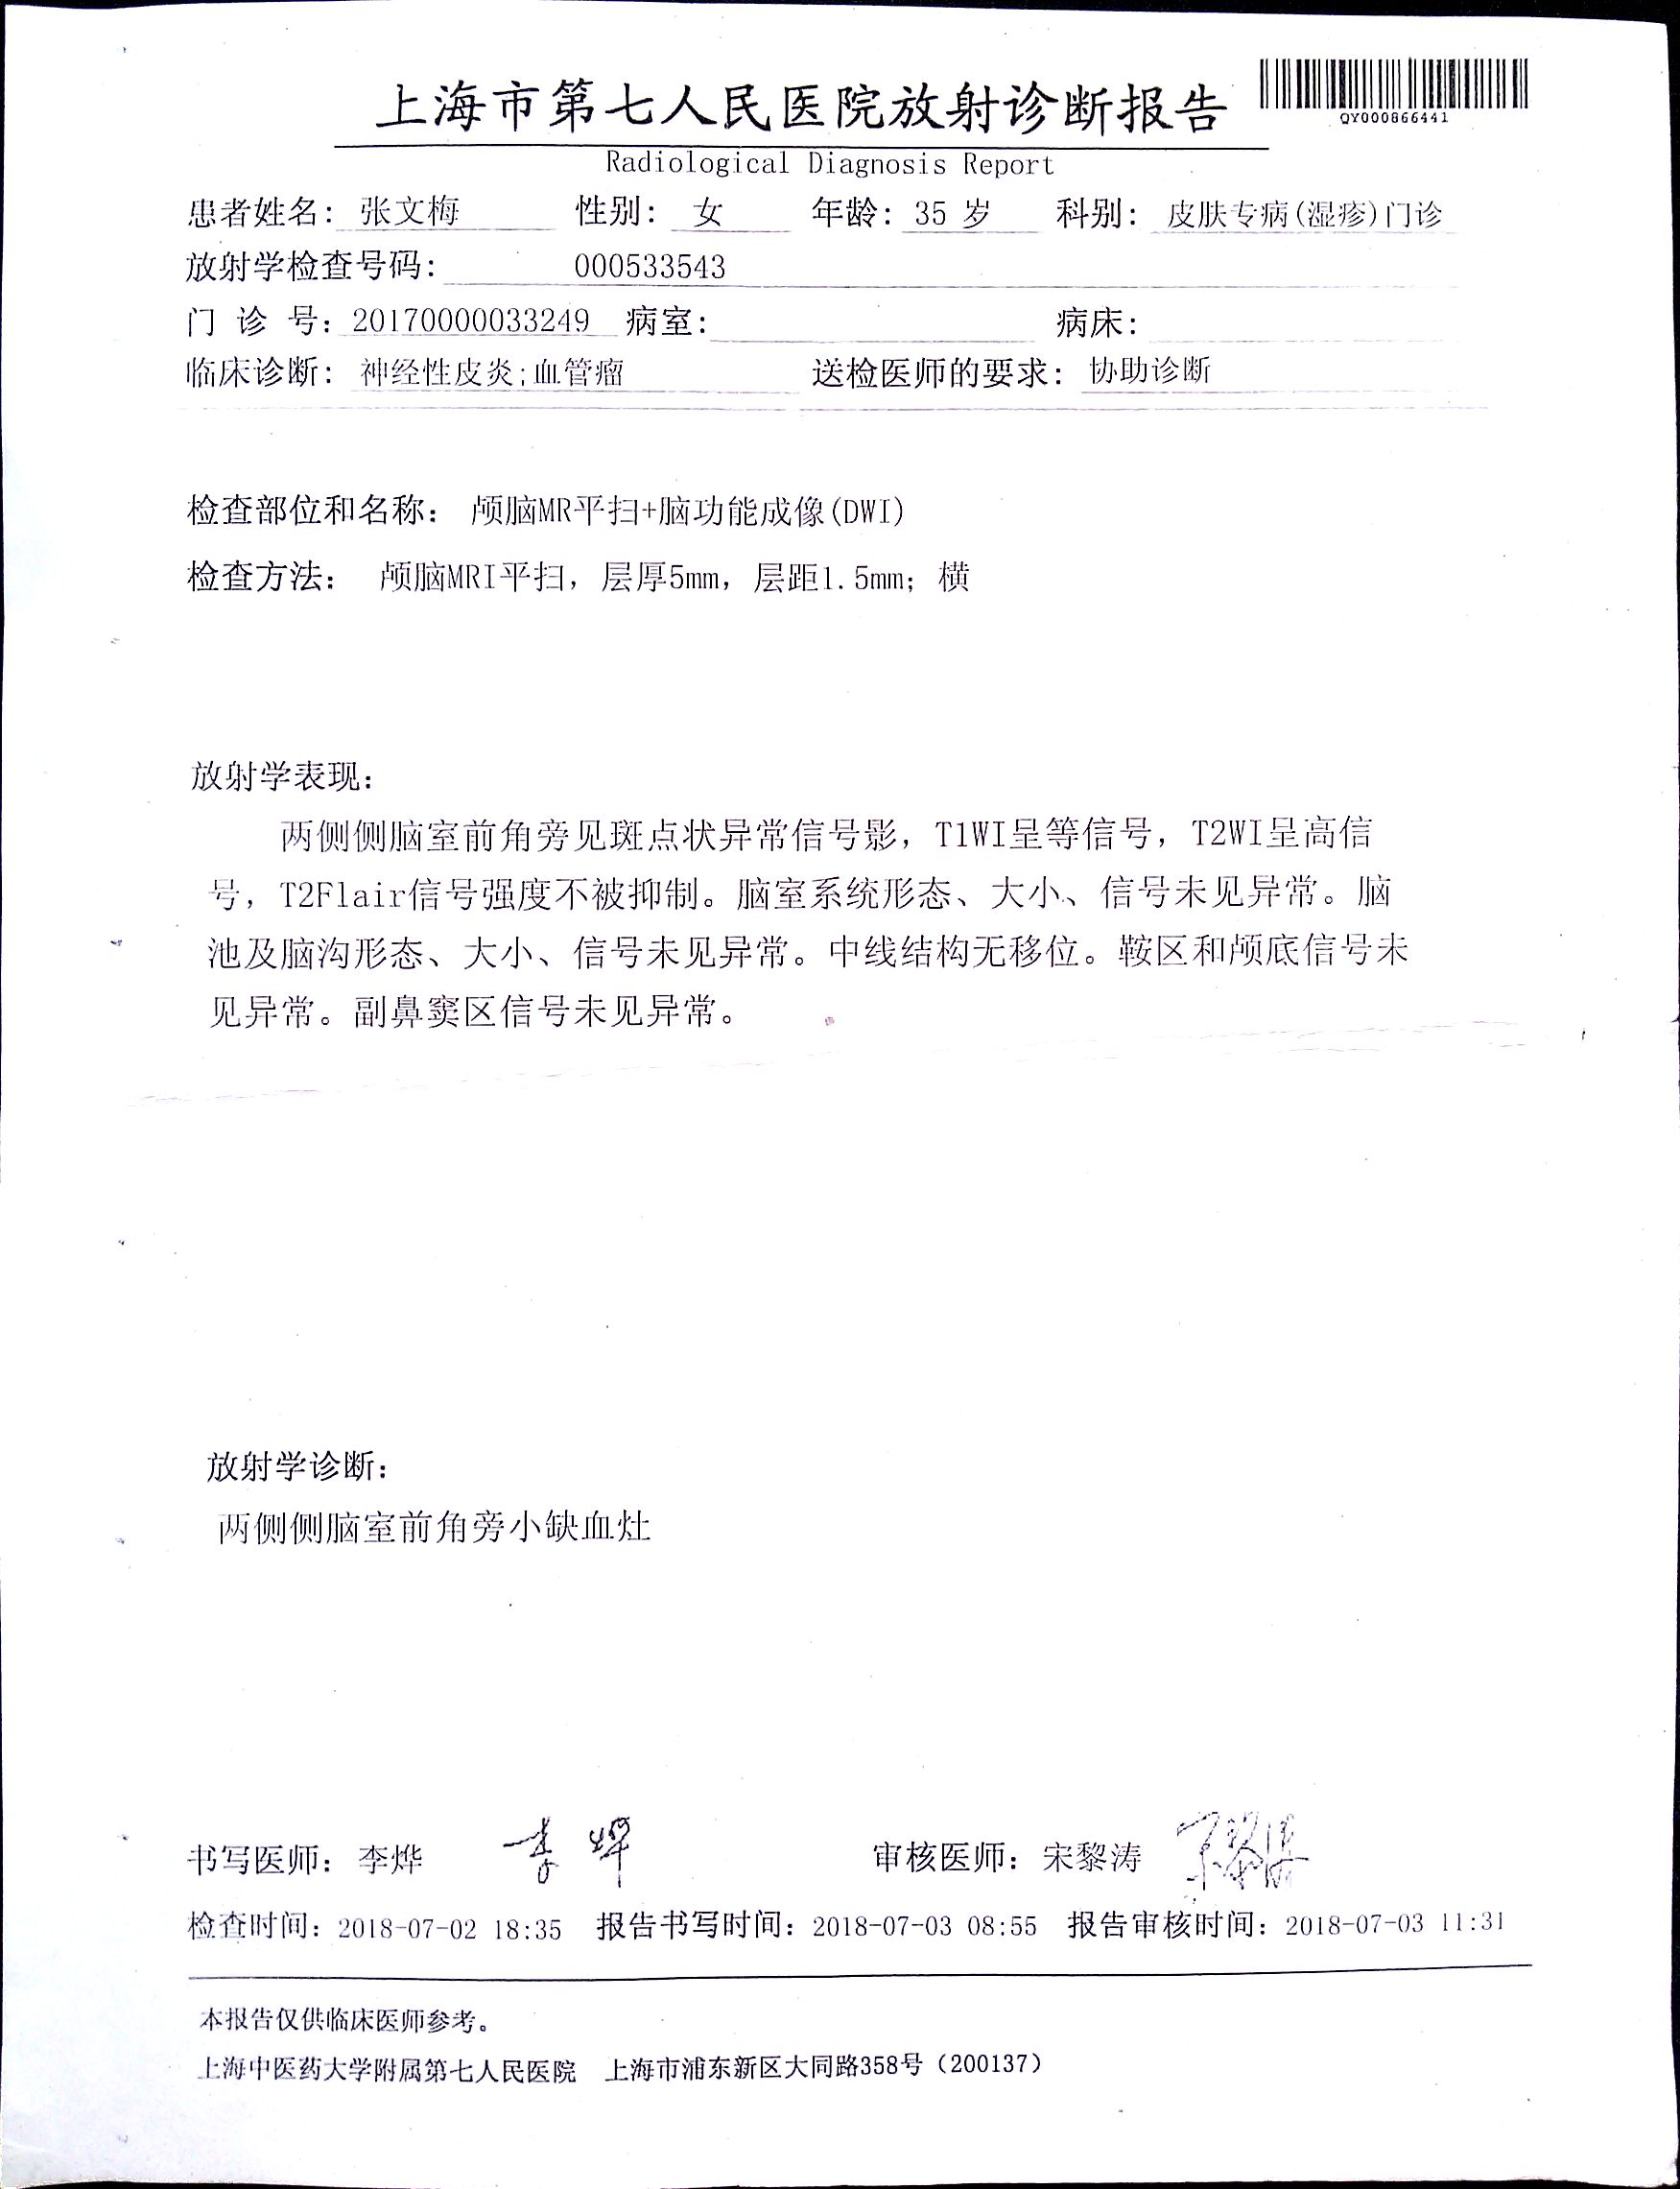 上海市第七人民医院放射诊断报告
QY000866441
Radiological Diagnosis Report
患者姓名: 张文梅 性别: 女 年龄: 35 岁 科别: 皮肤专病(湿疹)门诊
放射学检查号码: 000533543
门 诊 号: 20170000033249 病室: 病床:
临床诊断: 神经性皮炎;血管瘤 送检医师的要求: 协助诊断
检查部位和名称: 颅脑MR平扫+脑功能成像(DWI)
检查方法: 颅脑MRI平扫，层厚5mm，层距1.5mm；横
放射学表现:
两侧侧脑室前角旁见斑点状异常信号影，T1WI呈等信号，T2WI呈高信
号，T2Flair信号强度不被抑制。脑室系统形态、大小、信号未见异常。脑
池及脑沟形态、大小、信号未见异常。中线结构无移位。鞍区和颅底信号未
见异常。副鼻窦区信号未见异常。
放射学诊断:
两侧侧脑室前角旁小缺血灶
书写医师: 李烨 李烨 审核医师: 宋黎涛 宋黎涛
检查时间: 2018-07-02 18:35 报告书写时间: 2018-07-03 08:55 报告审核时间: 2018-07-03 11:31
本报告仅供临床医师参考。
上海中医药大学附属第七人民医院 上海市浦东新区大同路358号（200137）